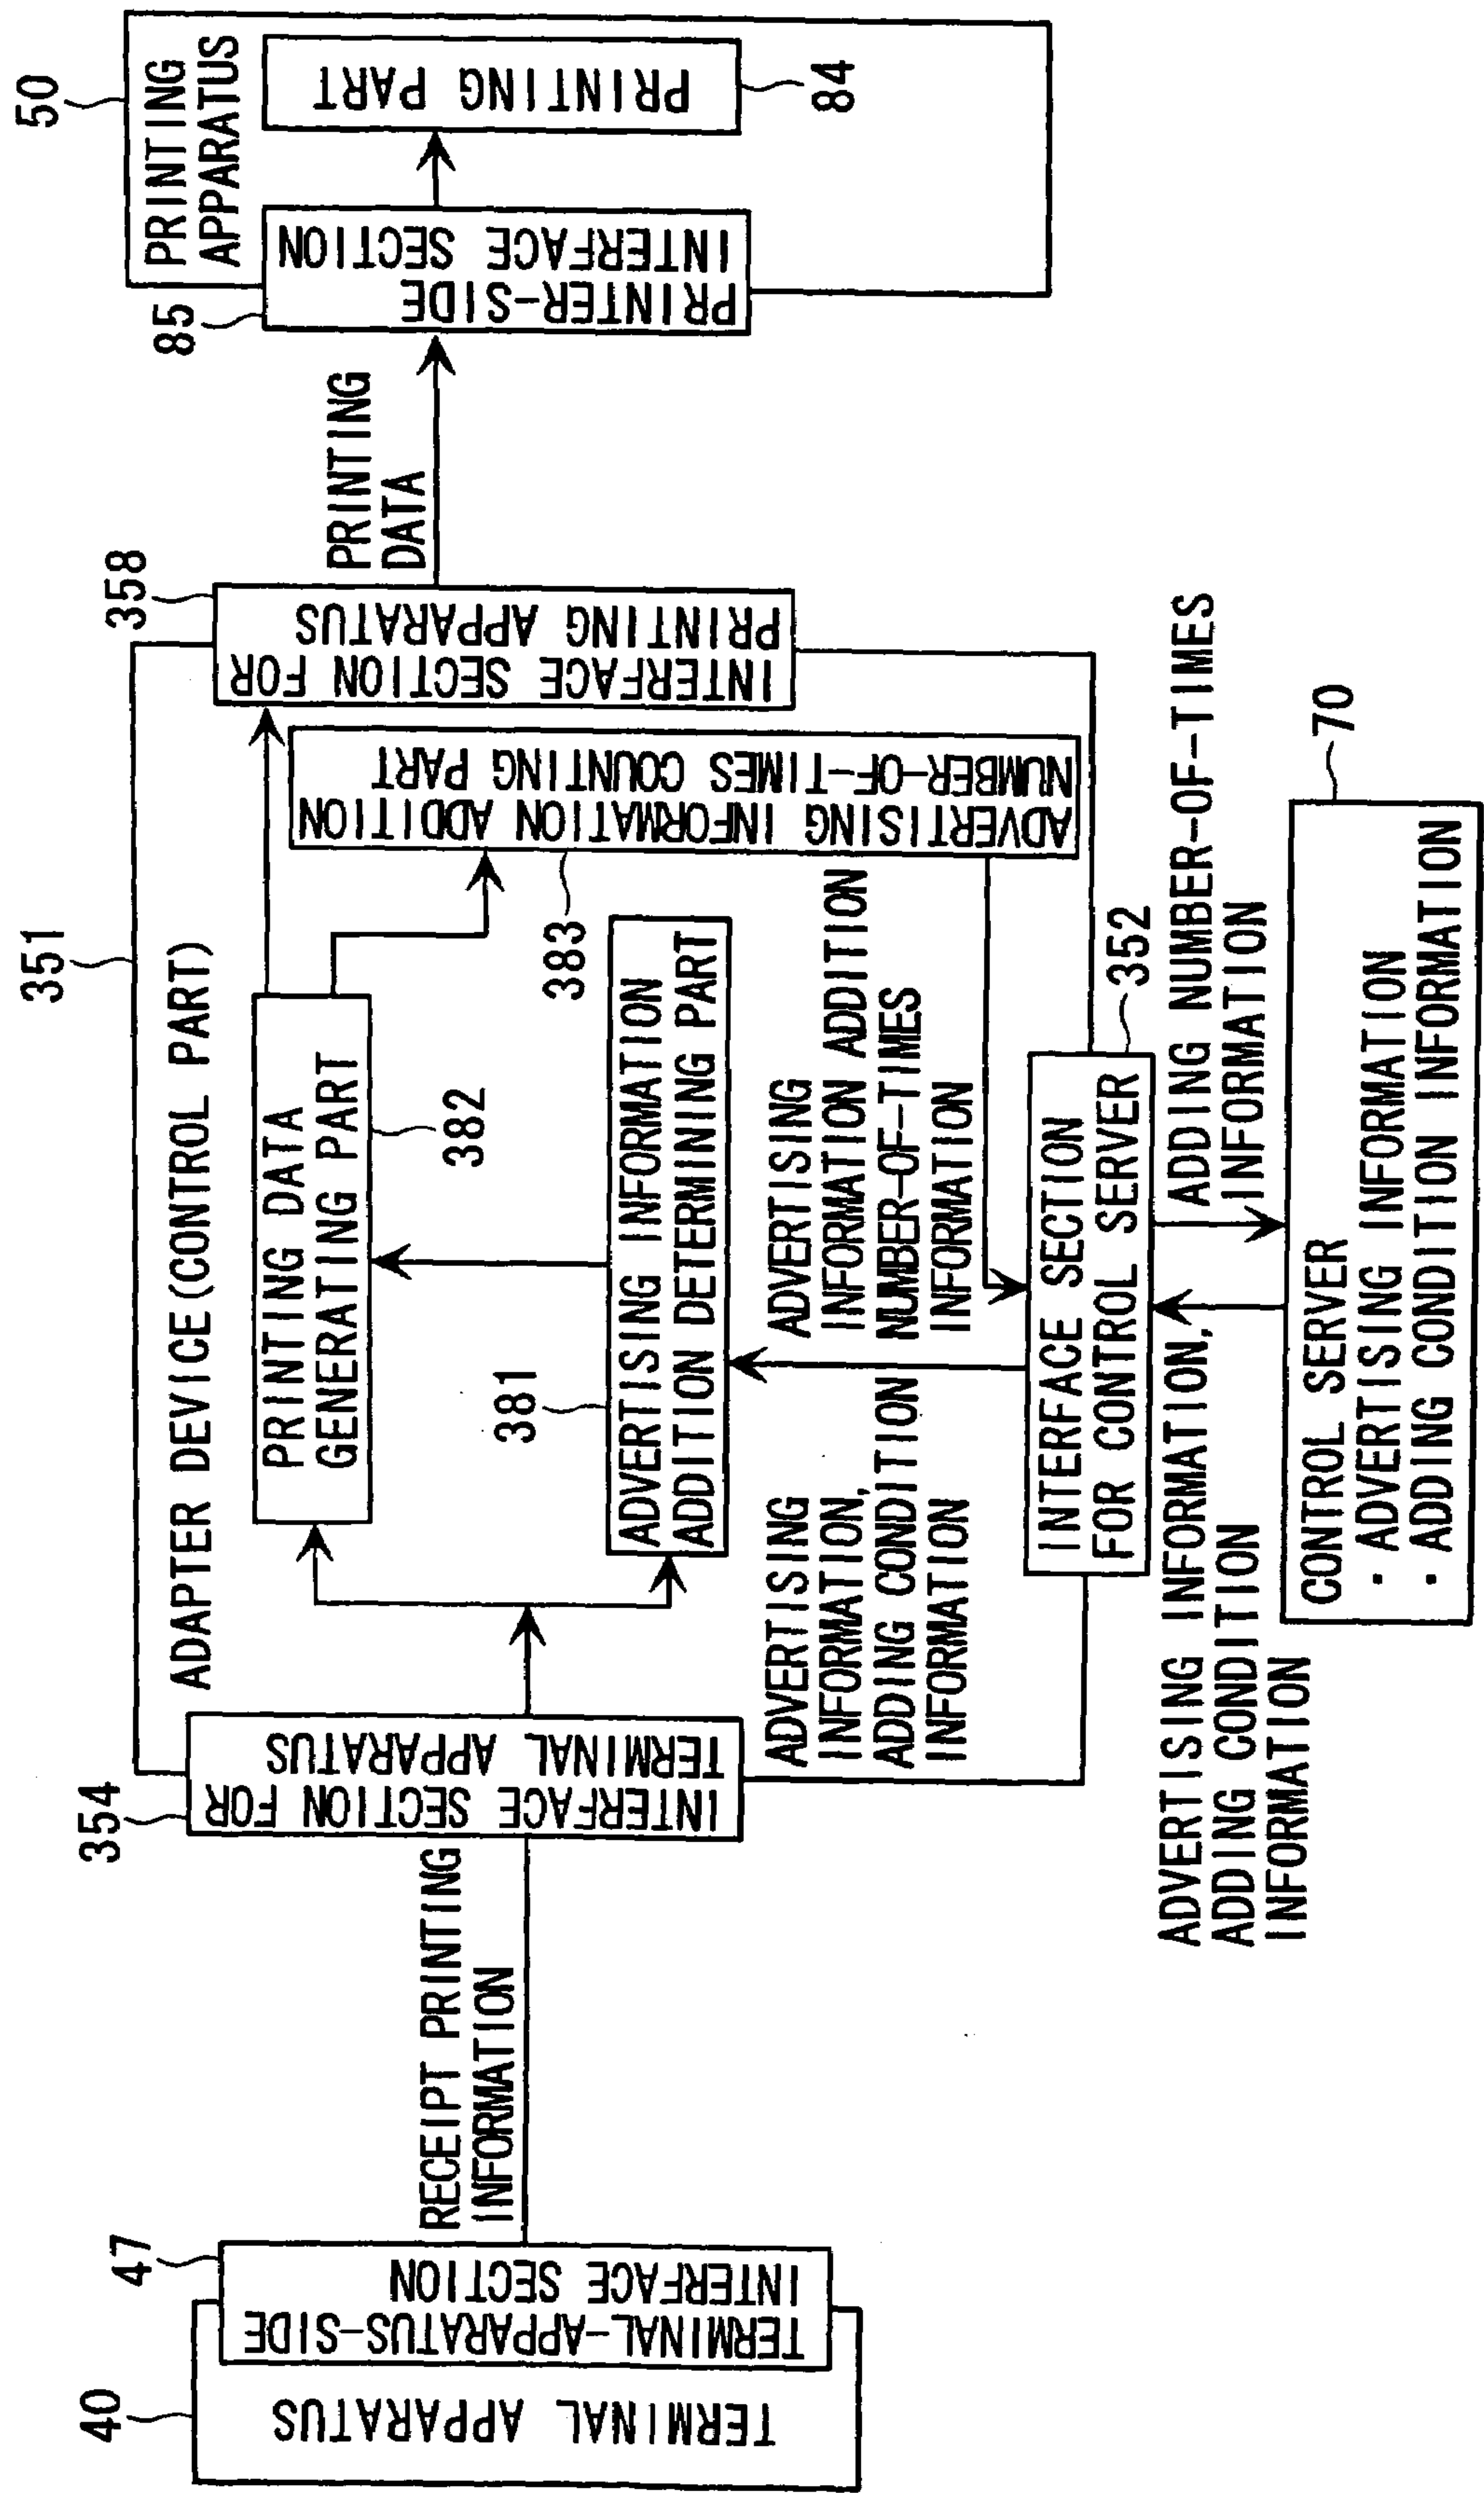 40
TERMINAL APPARATUS
47
TERMINAL-APPARATUS-SIDE
INTERFACE SECTION
RECEIPT PRINTING
INFORMATION
354
INTERFACE SECTION FOR
TERMINAL APPARATUS
351
ADAPTER DEVICE(CONTROL PART)
PRINTING DATA
GENERATING PART
382
381
ADVERTISING INFORMATION
ADDITION DETERMINING PART
383
ADVERTISING INFORMATION ADDITION
NUMBER-OF-TIMES COUNTING PART
358
INTERFACE SECTION FOR
PRINTING APPARATUS
ADVERTISING
INFORMATION,
ADDING CONDITION
INFORMATION
ADVERTISING
INFORMATION ADDITION
NUMBER-OF-TIMES
INFORMATION
INTERFACE SECTION
FOR CONTROL SERVER
352
ADVERTISING INFORMATION,
ADDING CONDITION
INFORMATION
ADDING NUMBER-OF-TIMES
INFORMATION
70
CONTROL SERVER
・ADVERTISING INFORMATION
・ADDING CONDITION INFORMATION
PRINTING
DATA
85
PRINTER-SIDE
INTERFACE SECTION
50
PRINTING
APPARATUS
PRINTING PART
84